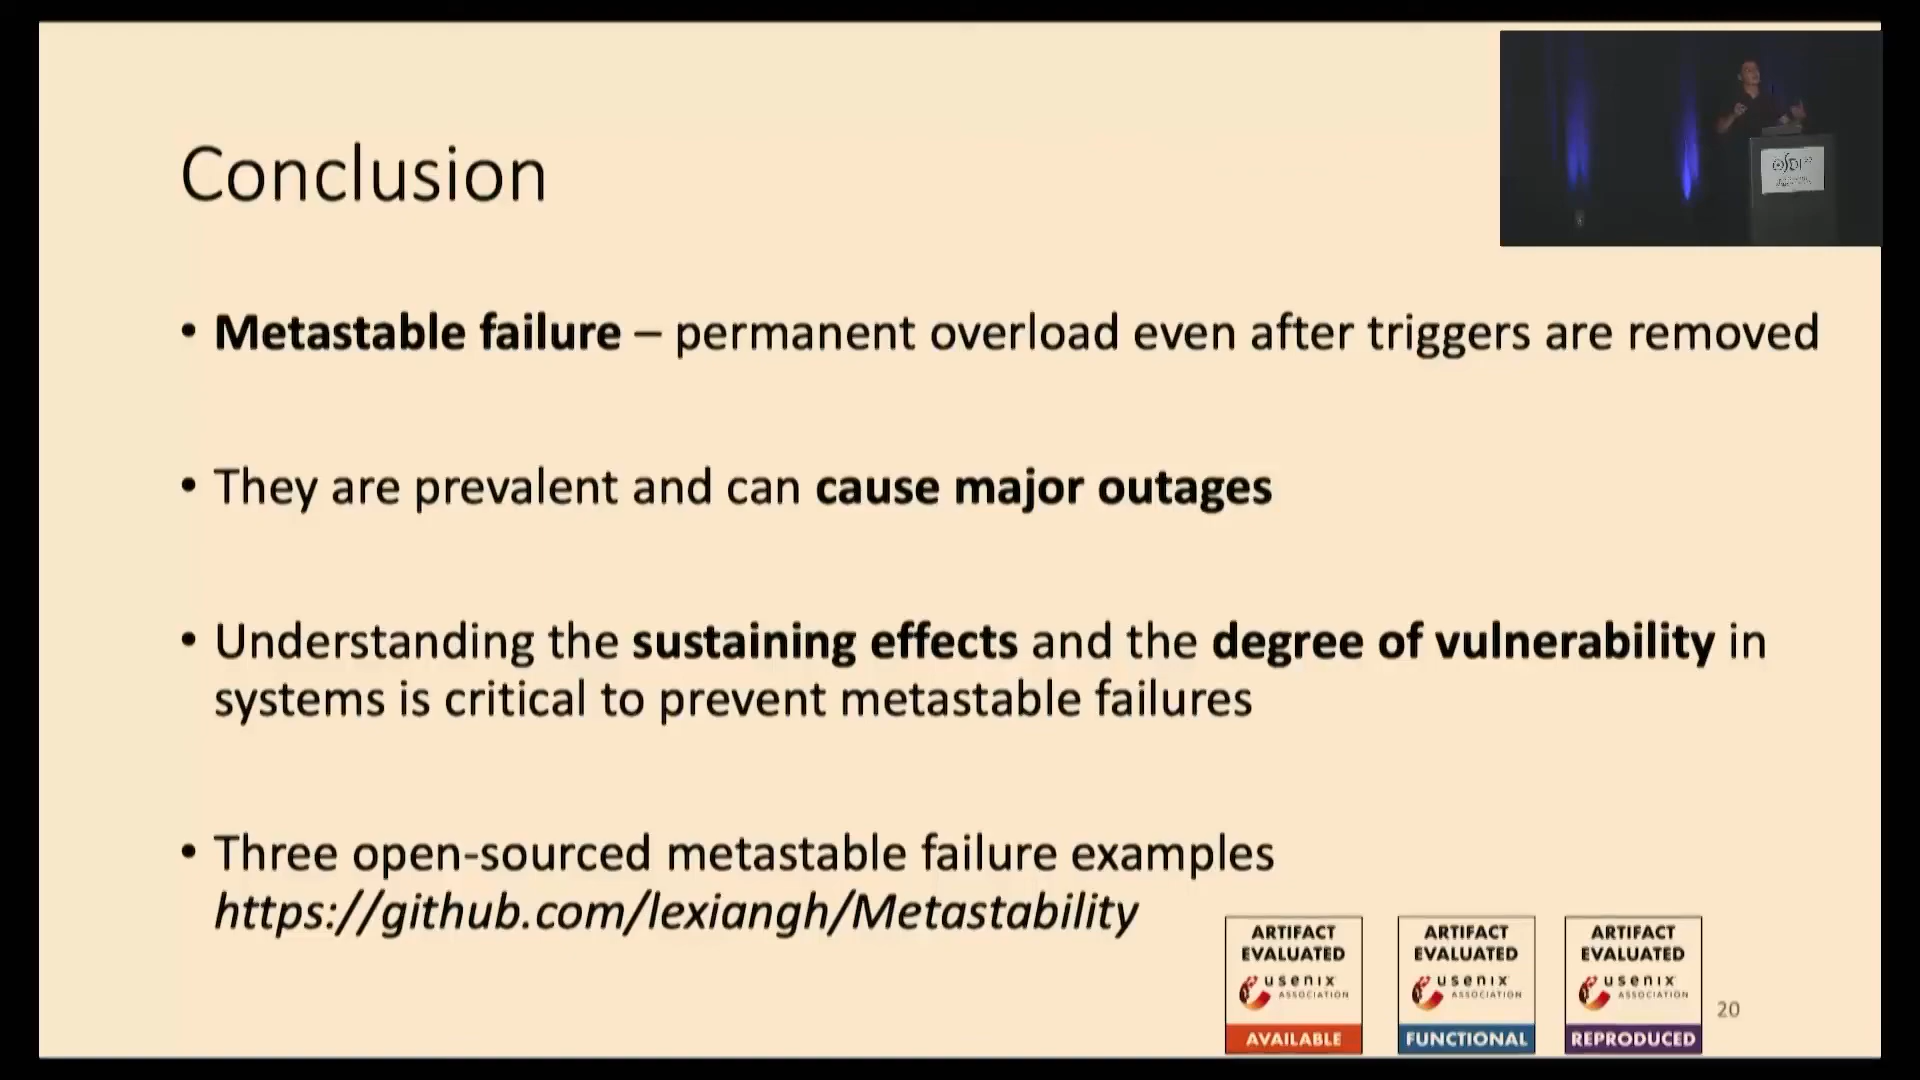 Conclusion
• Metastable failure – permanent overload even after triggers are removed
• They are prevalent and can cause major outages
• Understanding the sustaining effects and the degree of vulnerability in
systems is critical to prevent metastable failures
• Three open-sourced metastable failure examples
https://github.com/lexiangh/Metastability
ARTIFACT
EVALUATED
usenix
ASSOCIATION
AVAILABLE
ARTIFACT
EVALUATED
usenix
ASSOCIATION
FUNCTIONAL
ARTIFACT
EVALUATED
usenix
ASSOCIATION
REPRODUCED
20
OSDI